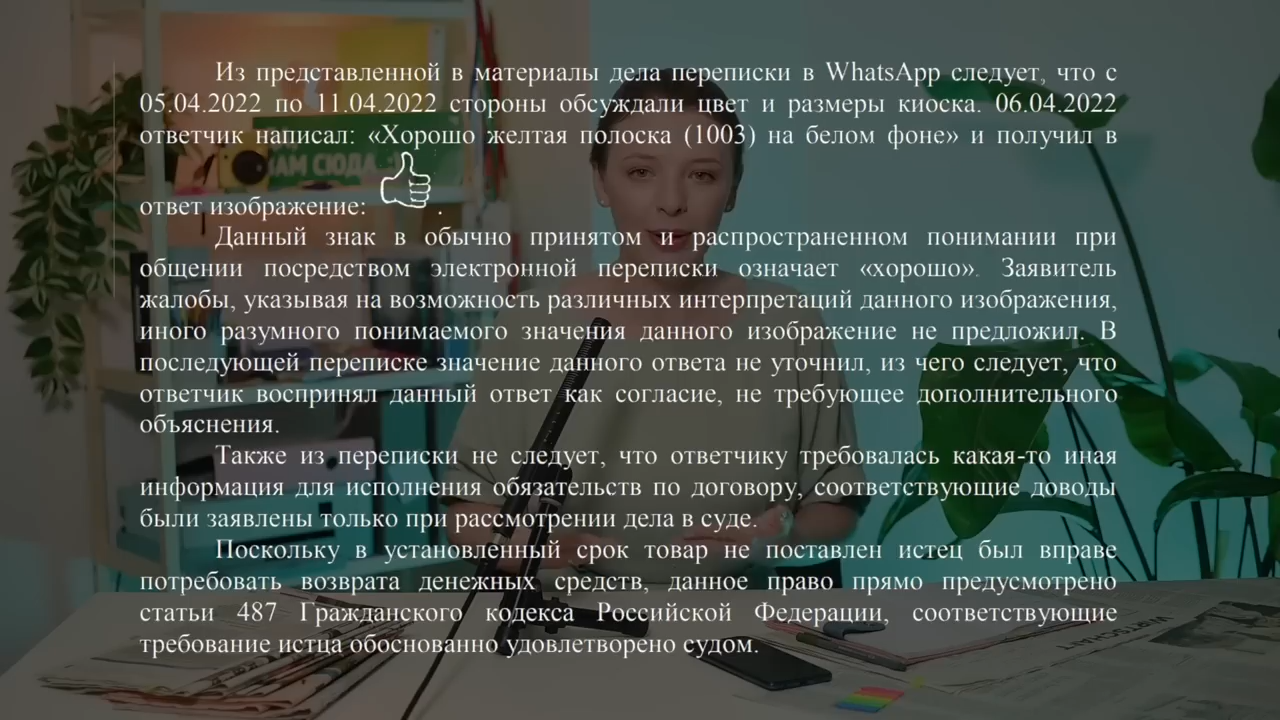 Из представленной в материалы дела переписки в WhatsApp следует, что с
05.04.2022 по 11.04.2022 стороны обсуждали цвет и размеры киоска. 06.04.2022
ответчик написал: «Хорошо желтая полоска (1003) на белом фоне» и получил в
ответ изображение: 👍.
Данный знак в обычно принятом и распространенном понимании при
общении посредством электронной переписки означает «хорошо». Заявитель
жалобы, указывая на возможность различных интерпретаций данного изображения,
иного разумного понимаемого значения данного изображение не предложил. В
последующей переписке значение данного ответа не уточнил, из чего следует, что
ответчик воспринял данный ответ как согласие, не требующее дополнительного
объяснения.
Также из переписки не следует, что ответчику требовалась какая-то иная
информация для исполнения обязательств по договору, соответствующие доводы
были заявлены только при рассмотрении дела в суде.
Поскольку в установленный срок товар не поставлен истец был вправе
потребовать возврата денежных средств, данное право прямо предусмотрено
статьи 487 Гражданского кодекса Российской Федерации, соответствующие
требование истца обоснованно удовлетворено судом.
СЮДА
WIRTSCHAFT